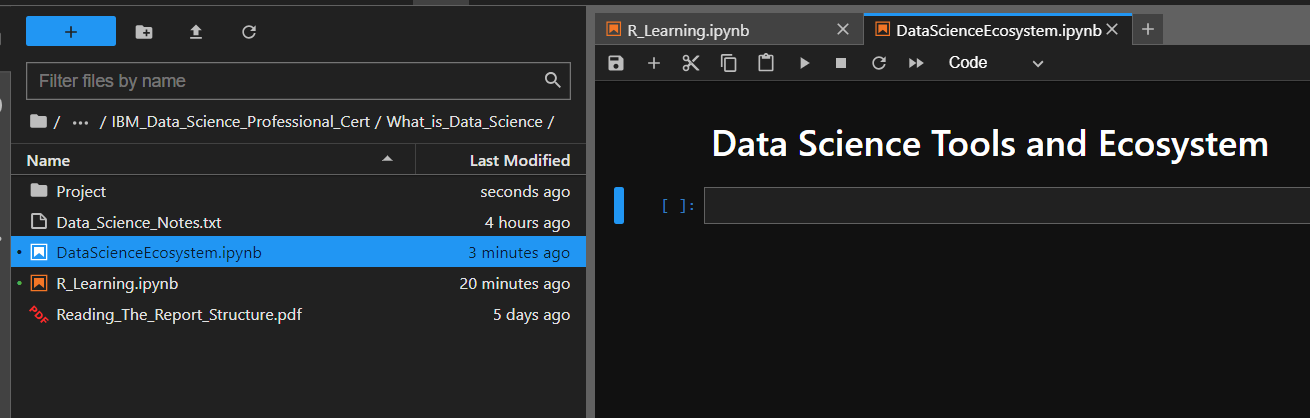 R_Learning.ipynb
DataScienceEcosystem.ipynb
Filter files by name
Code
/ ... / IBM_Data_Science_Professional_Cert / What_is_Data_Science /
Data Science Tools and Ecosystem
Name Last Modified
Project seconds ago
[ ]:
Data_Science_Notes.txt 4 hours ago
DataScienceEcosystem.ipynb 3 minutes ago
R_Learning.ipynb 20 minutes ago
PDF Reading_The_Report_Structure.pdf 5 days ago